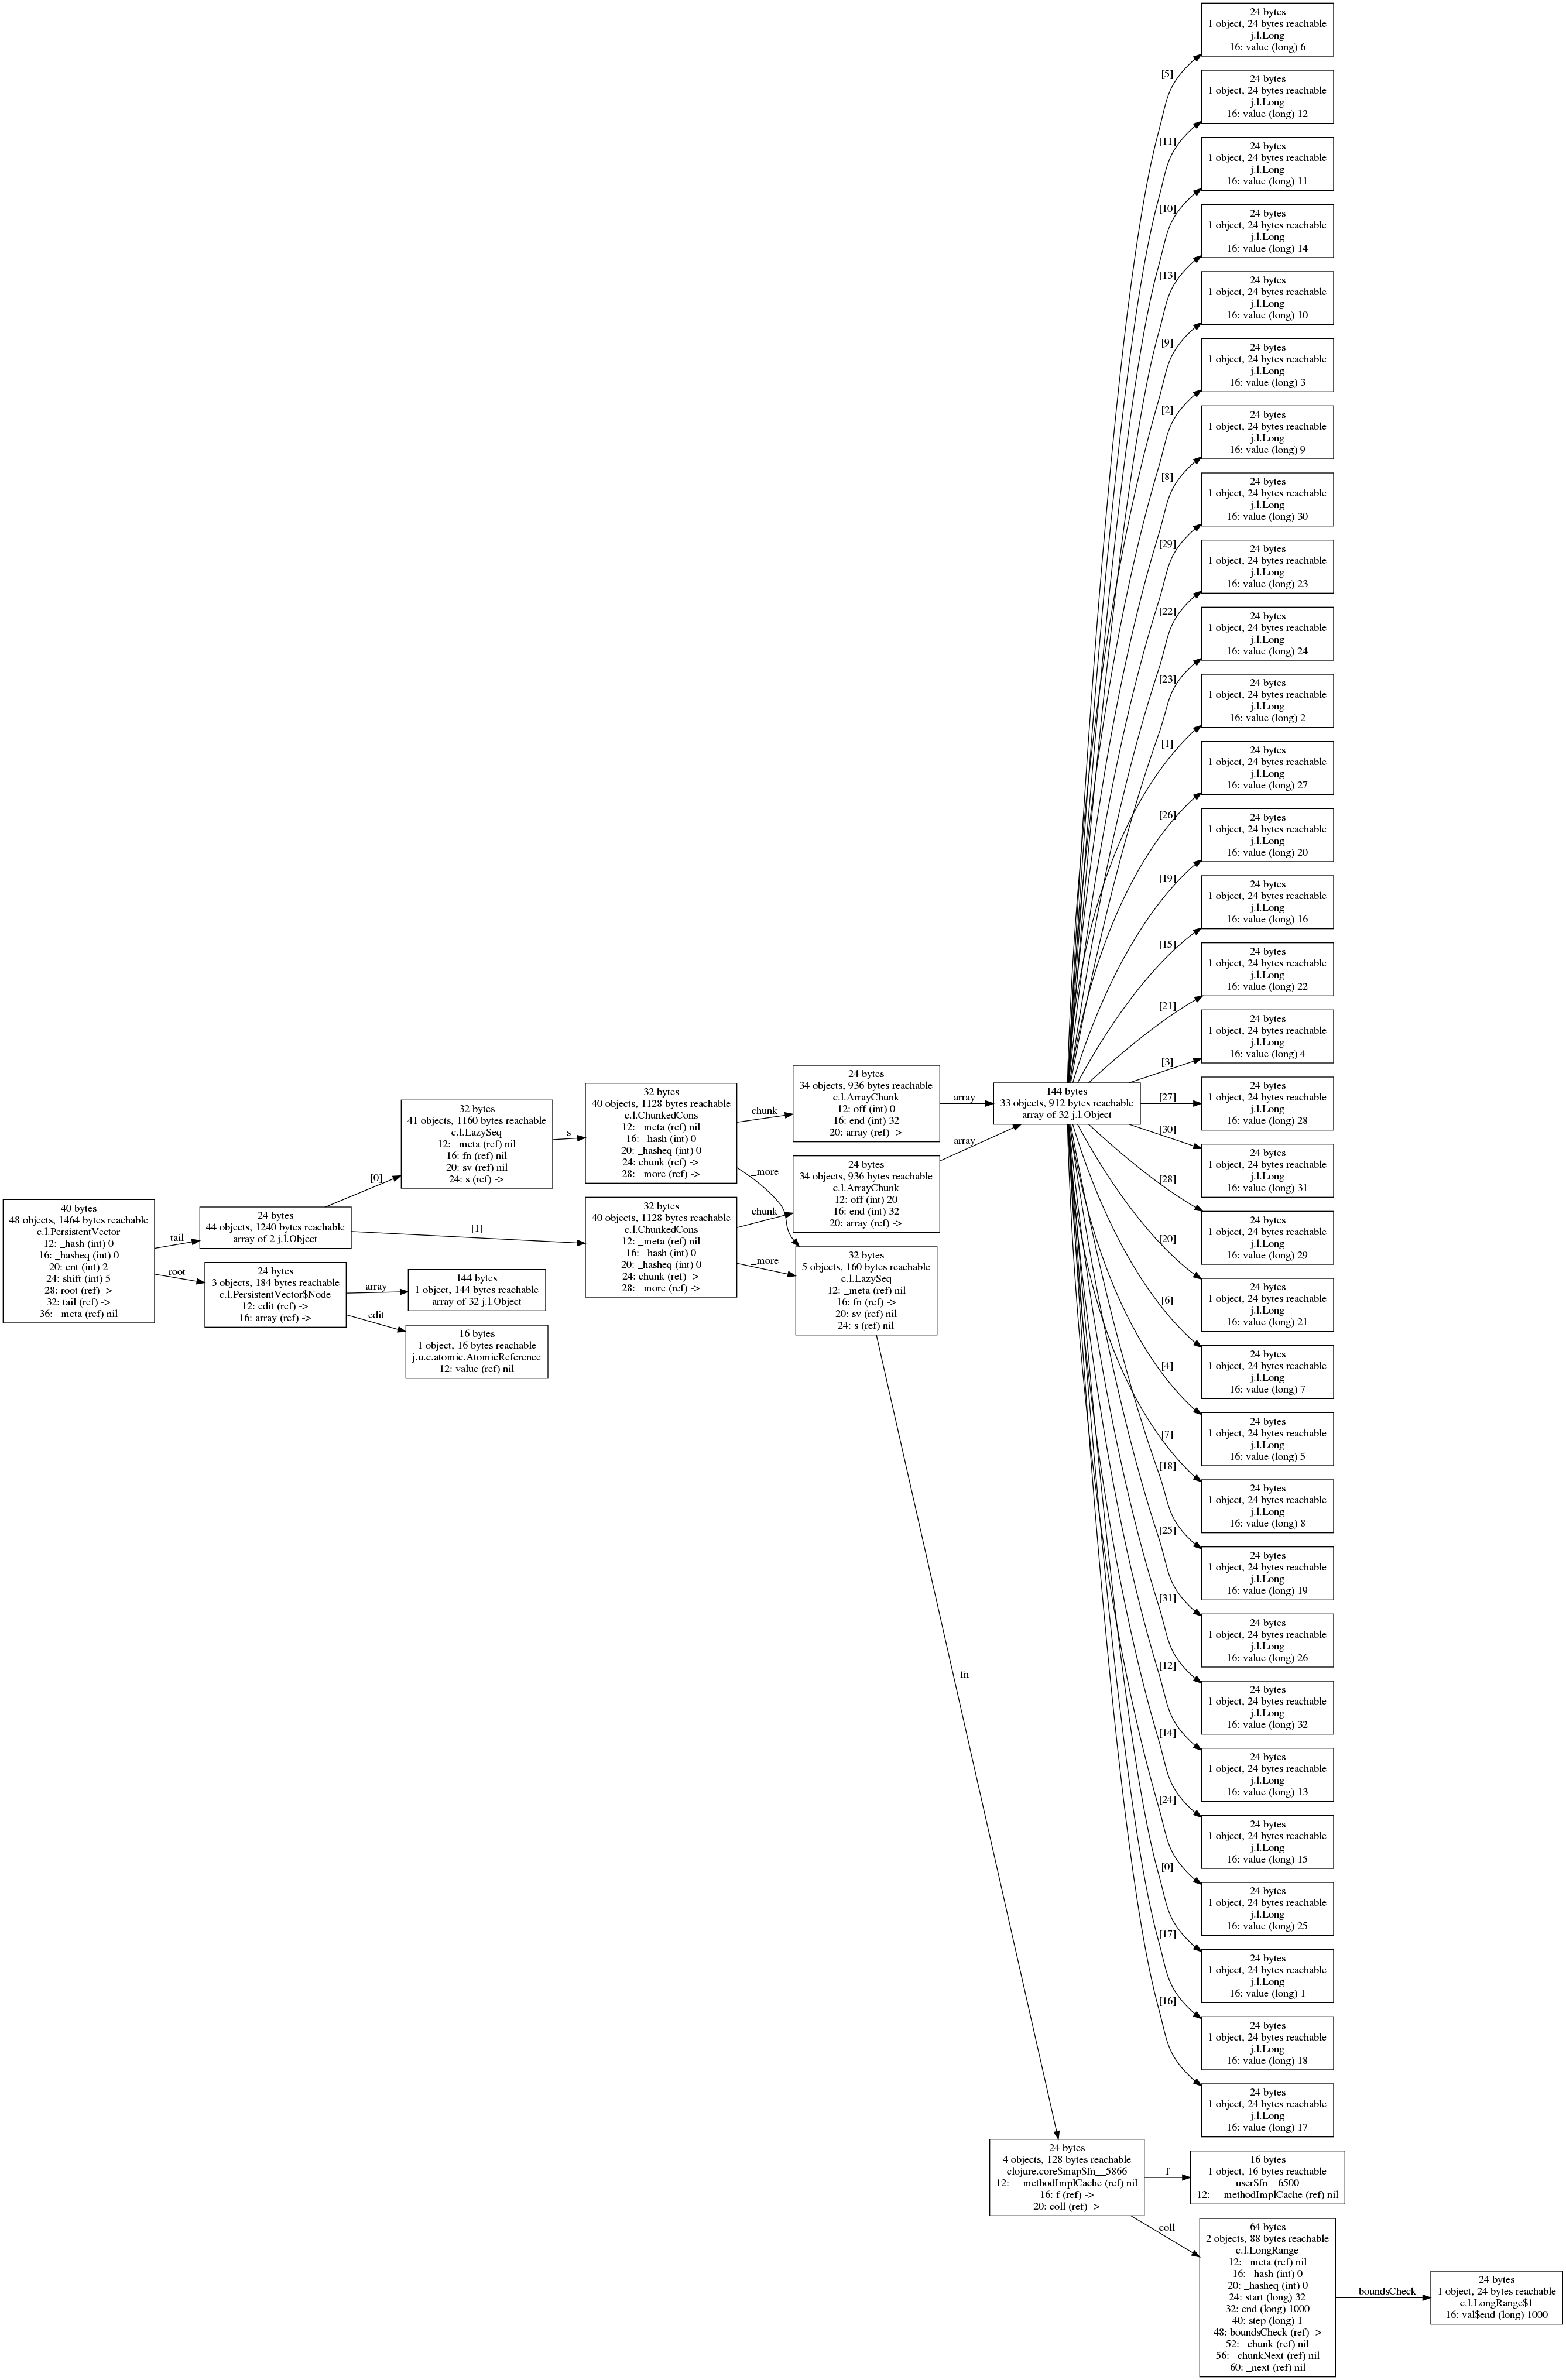 40 bytes
48 objects, 1464 bytes reachable
c.l.PersistentVector
12: _hash (int) 0
16: _hasheq (int) 0
20: cnt (int) 2
24: shift (int) 5
28: root (ref) ->
32: tail (ref) ->
36: _meta (ref) nil
tail
root
24 bytes
44 objects, 1240 bytes reachable
array of 2 j.l.Object
24 bytes
3 objects, 184 bytes reachable
c.l.PersistentVector$Node
12: edit (ref) ->
16: array (ref) ->
[0]
[1]
array
edit
32 bytes
41 objects, 1160 bytes reachable
c.l.LazySeq
12: _meta (ref) nil
16: fn (ref) nil
20: sv (ref) nil
24: s (ref) ->
144 bytes
1 object, 144 bytes reachable
array of 32 j.l.Object
16 bytes
1 object, 16 bytes reachable
j.u.c.atomic.AtomicReference
12: value (ref) nil
s
32 bytes
40 objects, 1128 bytes reachable
c.l.ChunkedCons
12: _meta (ref) nil
16: _hash (int) 0
20: _hasheq (int) 0
24: chunk (ref) ->
28: _more (ref) ->
32 bytes
40 objects, 1128 bytes reachable
c.l.ChunkedCons
12: _meta (ref) nil
16: _hash (int) 0
20: _hasheq (int) 0
24: chunk (ref) ->
28: _more (ref) ->
chunk
_more
chunk
_more
24 bytes
34 objects, 936 bytes reachable
c.l.ArrayChunk
12: off (int) 0
16: end (int) 32
20: array (ref) ->
24 bytes
34 objects, 936 bytes reachable
c.l.ArrayChunk
12: off (int) 20
16: end (int) 32
20: array (ref) ->
32 bytes
5 objects, 160 bytes reachable
c.l.LazySeq
12: _meta (ref) nil
16: fn (ref) ->
20: sv (ref) nil
24: s (ref) nil
array
array
fn
144 bytes
33 objects, 912 bytes reachable
array of 32 j.l.Object
[5]
24 bytes
1 object, 24 bytes reachable
j.l.Long
16: value (long) 6
[11]
24 bytes
1 object, 24 bytes reachable
j.l.Long
16: value (long) 12
[10]
24 bytes
1 object, 24 bytes reachable
j.l.Long
16: value (long) 11
[13]
24 bytes
1 object, 24 bytes reachable
j.l.Long
16: value (long) 14
[9]
24 bytes
1 object, 24 bytes reachable
j.l.Long
16: value (long) 10
[2]
24 bytes
1 object, 24 bytes reachable
j.l.Long
16: value (long) 3
[8]
24 bytes
1 object, 24 bytes reachable
j.l.Long
16: value (long) 9
[29]
24 bytes
1 object, 24 bytes reachable
j.l.Long
16: value (long) 30
[22]
24 bytes
1 object, 24 bytes reachable
j.l.Long
16: value (long) 23
[23]
24 bytes
1 object, 24 bytes reachable
j.l.Long
16: value (long) 24
[1]
24 bytes
1 object, 24 bytes reachable
j.l.Long
16: value (long) 2
[26]
24 bytes
1 object, 24 bytes reachable
j.l.Long
16: value (long) 27
[19]
24 bytes
1 object, 24 bytes reachable
j.l.Long
16: value (long) 20
[15]
24 bytes
1 object, 24 bytes reachable
j.l.Long
16: value (long) 16
[21]
24 bytes
1 object, 24 bytes reachable
j.l.Long
16: value (long) 22
[3]
24 bytes
1 object, 24 bytes reachable
j.l.Long
16: value (long) 4
[27]
24 bytes
1 object, 24 bytes reachable
j.l.Long
16: value (long) 28
[30]
24 bytes
1 object, 24 bytes reachable
j.l.Long
16: value (long) 31
[28]
24 bytes
1 object, 24 bytes reachable
j.l.Long
16: value (long) 29
[20]
24 bytes
1 object, 24 bytes reachable
j.l.Long
16: value (long) 21
[6]
24 bytes
1 object, 24 bytes reachable
j.l.Long
16: value (long) 7
[4]
24 bytes
1 object, 24 bytes reachable
j.l.Long
16: value (long) 5
[7]
24 bytes
1 object, 24 bytes reachable
j.l.Long
16: value (long) 8
[18]
24 bytes
1 object, 24 bytes reachable
j.l.Long
16: value (long) 19
[25]
24 bytes
1 object, 24 bytes reachable
j.l.Long
16: value (long) 26
[31]
24 bytes
1 object, 24 bytes reachable
j.l.Long
16: value (long) 32
[12]
24 bytes
1 object, 24 bytes reachable
j.l.Long
16: value (long) 13
[14]
24 bytes
1 object, 24 bytes reachable
j.l.Long
16: value (long) 15
[24]
24 bytes
1 object, 24 bytes reachable
j.l.Long
16: value (long) 25
[0]
24 bytes
1 object, 24 bytes reachable
j.l.Long
16: value (long) 1
[17]
24 bytes
1 object, 24 bytes reachable
j.l.Long
16: value (long) 18
[16]
24 bytes
1 object, 24 bytes reachable
j.l.Long
16: value (long) 17
24 bytes
4 objects, 128 bytes reachable
clojure.core$map$fn__5866
12: __methodImplCache (ref) nil
16: f (ref) ->
20: coll (ref) ->
f
coll
16 bytes
1 object, 16 bytes reachable
user$fn__6500
12: __methodImplCache (ref) nil
64 bytes
2 objects, 88 bytes reachable
c.l.LongRange
12: _meta (ref) nil
16: _hash (int) 0
20: _hasheq (int) 0
24: start (long) 32
32: end (long) 1000
40: step (long) 1
48: boundsCheck (ref) ->
52: _chunk (ref) nil
56: _chunkNext (ref) nil
60: _next (ref) nil
boundsCheck
24 bytes
1 object, 24 bytes reachable
c.l.LongRange$1
16: val$end (long) 1000